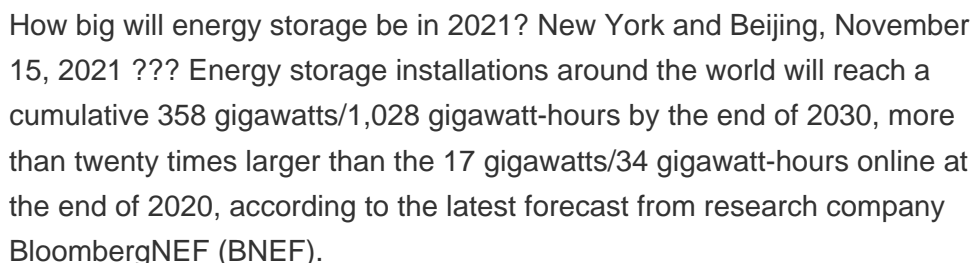 How big will energy storage be in 2021? New York and Beijing, November
15, 2021 ??? Energy storage installations around the world will reach a
cumulative 358 gigawatts/1,028 gigawatt-hours by the end of 2030, more
than twenty times larger than the 17 gigawatts/34 gigawatt-hours online at
the end of 2020, according to the latest forecast from research company
BloombergNEF (BNEF).